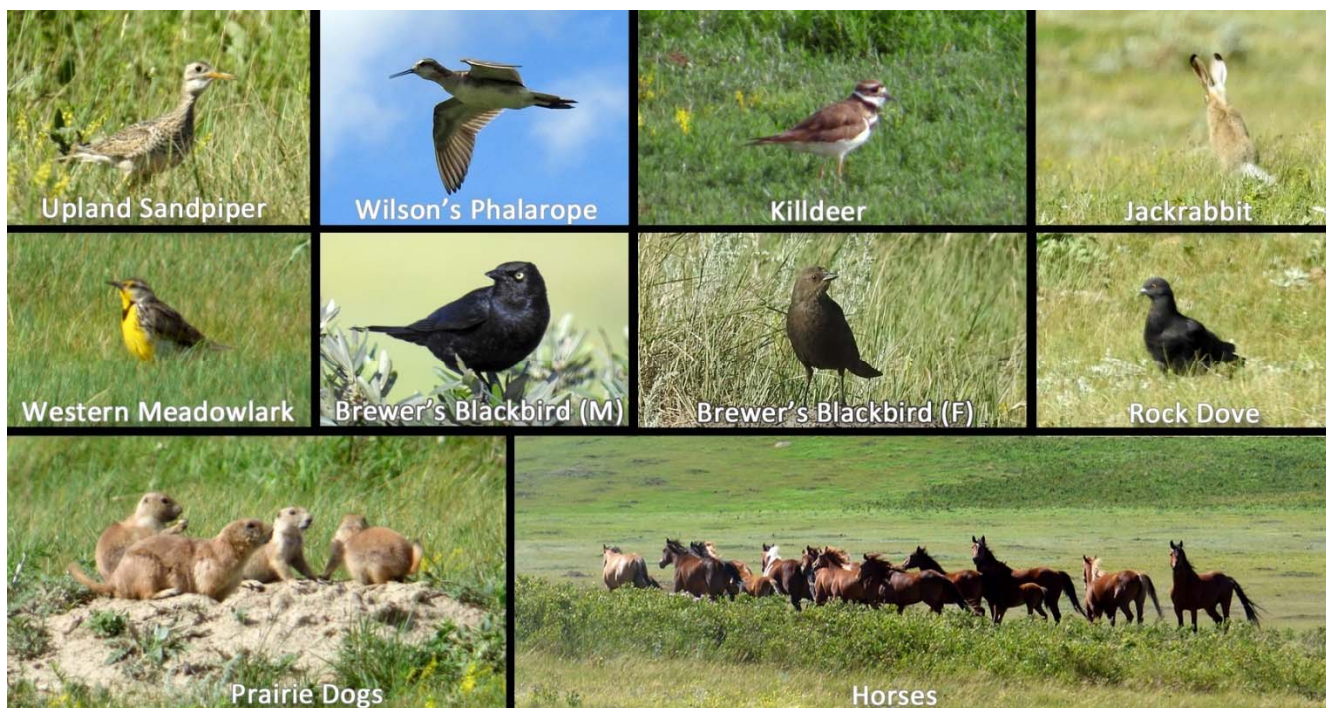 Upland Sandpiper
Wilson's Phalarope
Killdeer
Jackrabbit
Western Meadowlark
Brewer's Blackbird (M)
Brewer's Blackbird (F)
Rock Dove
Prairie Dogs
Horses